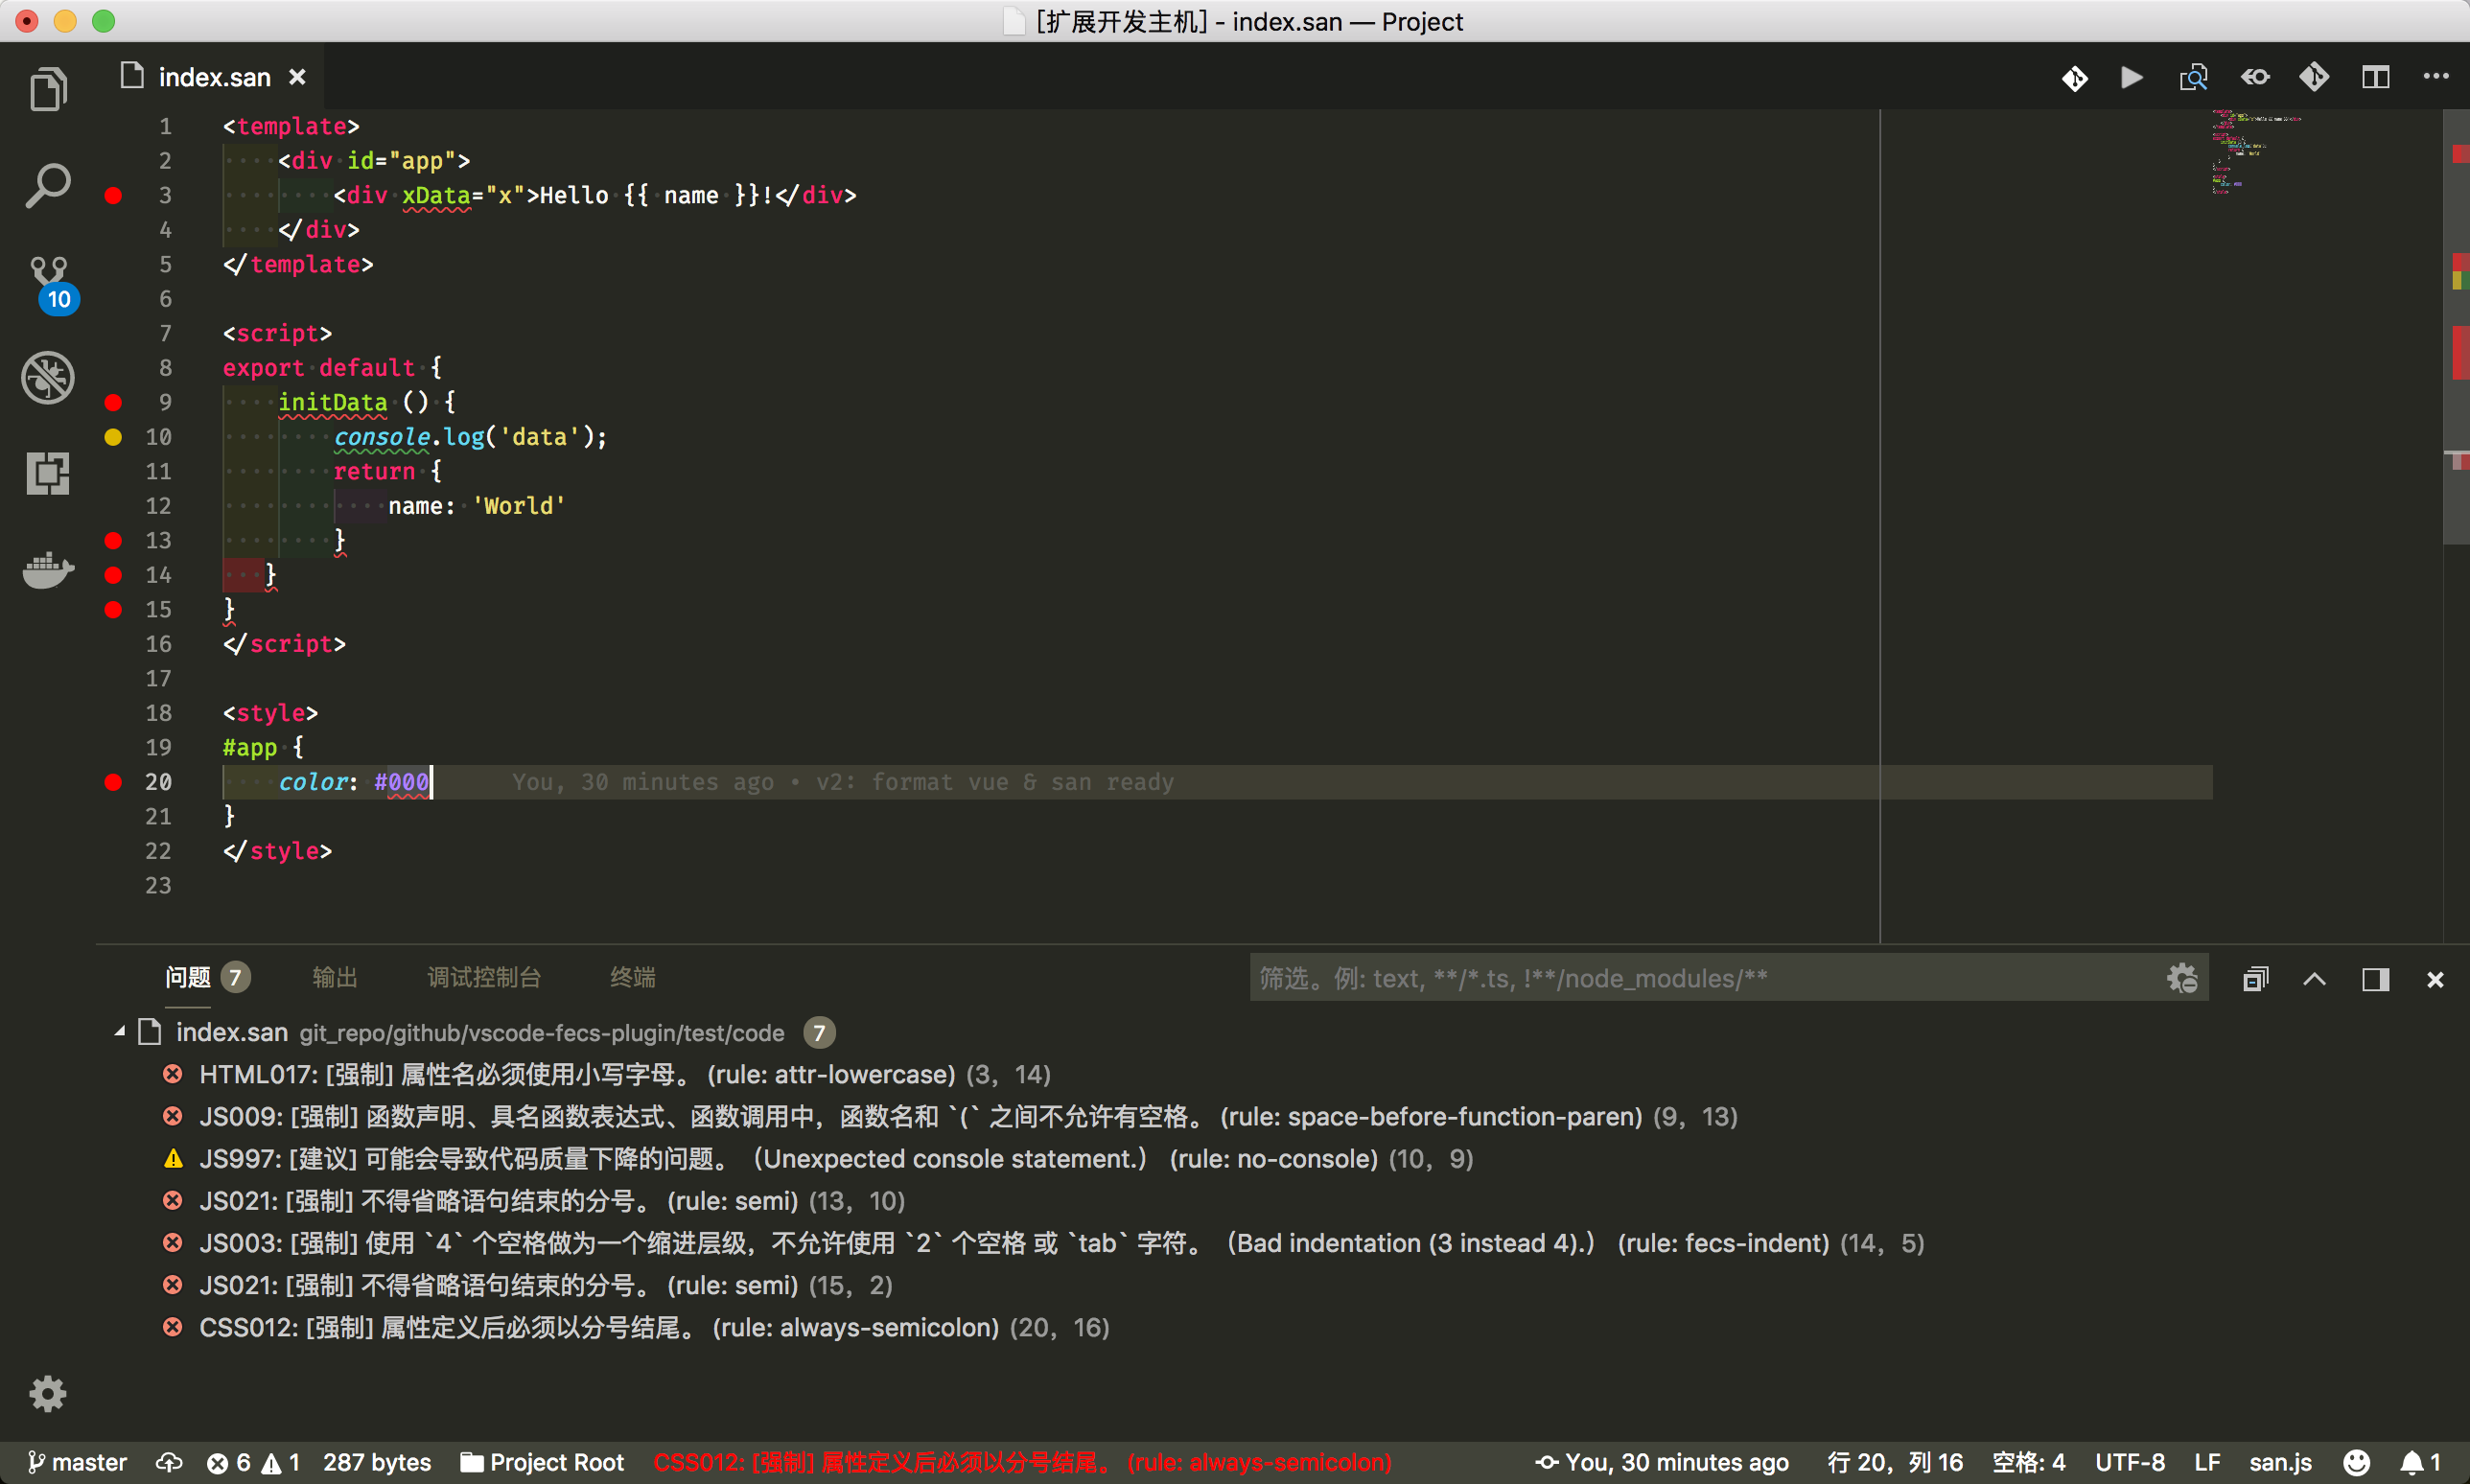 [扩展开发主机] - index.san — Project
index.san
10
1 <template>
2 <div id="app">
3 <div xData="x">Hello {{ name }}!</div>
4 </div>
5 </template>
6
7 <script>
8 export default {
9 initData () {
10 console.log('data');
11 return {
12 name: 'World'
13 }
14 }
15 }
16 </script>
17
18 <style>
19 #app {
20 color: #000 You, 30 minutes ago • v2: format vue & san ready
21 }
22 </style>
23
问题 7 输出 调试控制台 终端 筛选。例: text, **/*.ts, !**/node_modules/**
index.san git_repo/github/vscode-fecs-plugin/test/code 7
HTML017: [强制] 属性名必须使用小写字母。 (rule: attr-lowercase) (3, 14)
JS009: [强制] 函数声明、具名函数表达式、函数调用中，函数名和 `(` 之间不允许有空格。 (rule: space-before-function-paren) (9, 13)
JS997: [建议] 可能会导致代码质量下降的问题。（Unexpected console statement.） (rule: no-console) (10, 9)
JS021: [强制] 不得省略语句结束的分号。 (rule: semi) (13, 10)
JS003: [强制] 使用 `4` 个空格做为一个缩进层级，不允许使用 `2` 个空格 或 `tab` 字符。（Bad indentation (3 instead 4).） (rule: fecs-indent) (14, 5)
JS021: [强制] 不得省略语句结束的分号。 (rule: semi) (15, 2)
CSS012: [强制] 属性定义后必须以分号结尾。 (rule: always-semicolon) (20, 16)
master 6 1 287 bytes Project Root CSS012: [强制] 属性定义后必须以分号结尾。 (rule: always-semicolon) You, 30 minutes ago 行 20，列 16 空格: 4 UTF-8 LF san.js 1